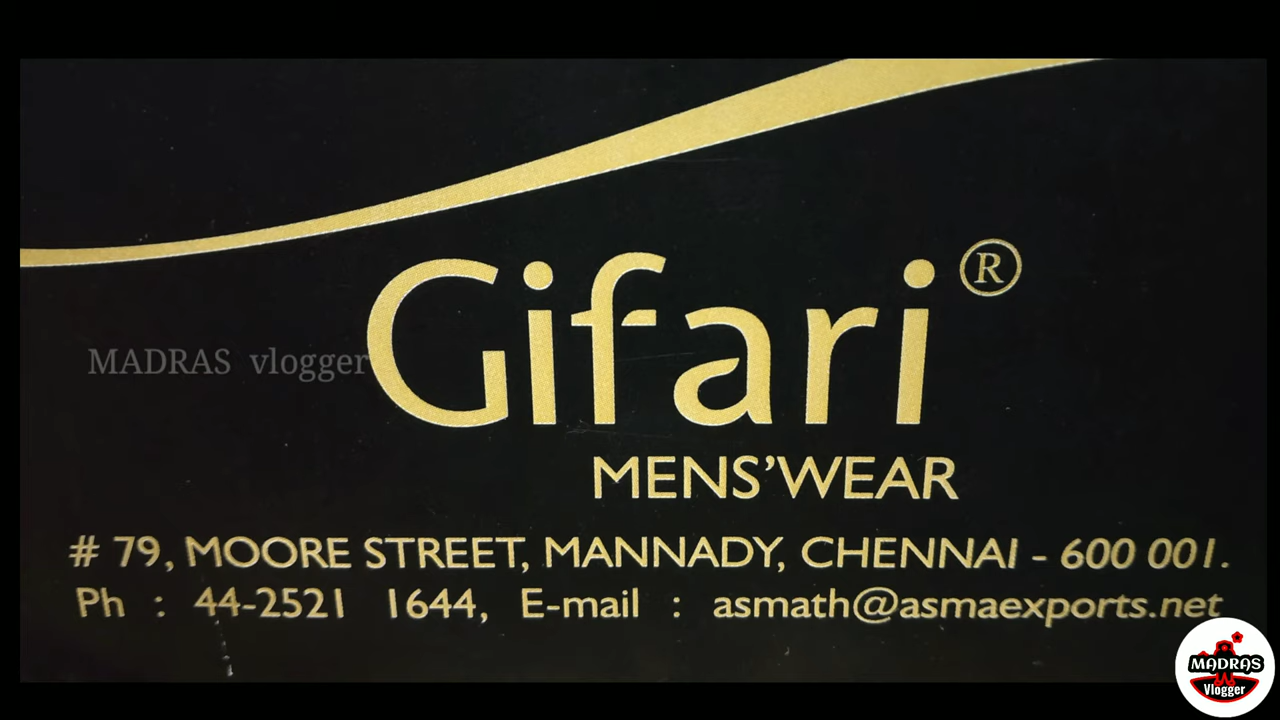 Gifari ®
MADRAS vlogger
MENS'WEAR
# 79, MOORE STREET, MANNADY, CHENNAI - 600 001.
Ph : 44-2521 1644, E-mail : asmath@asmaexports.net
MADRAS
Vlogger